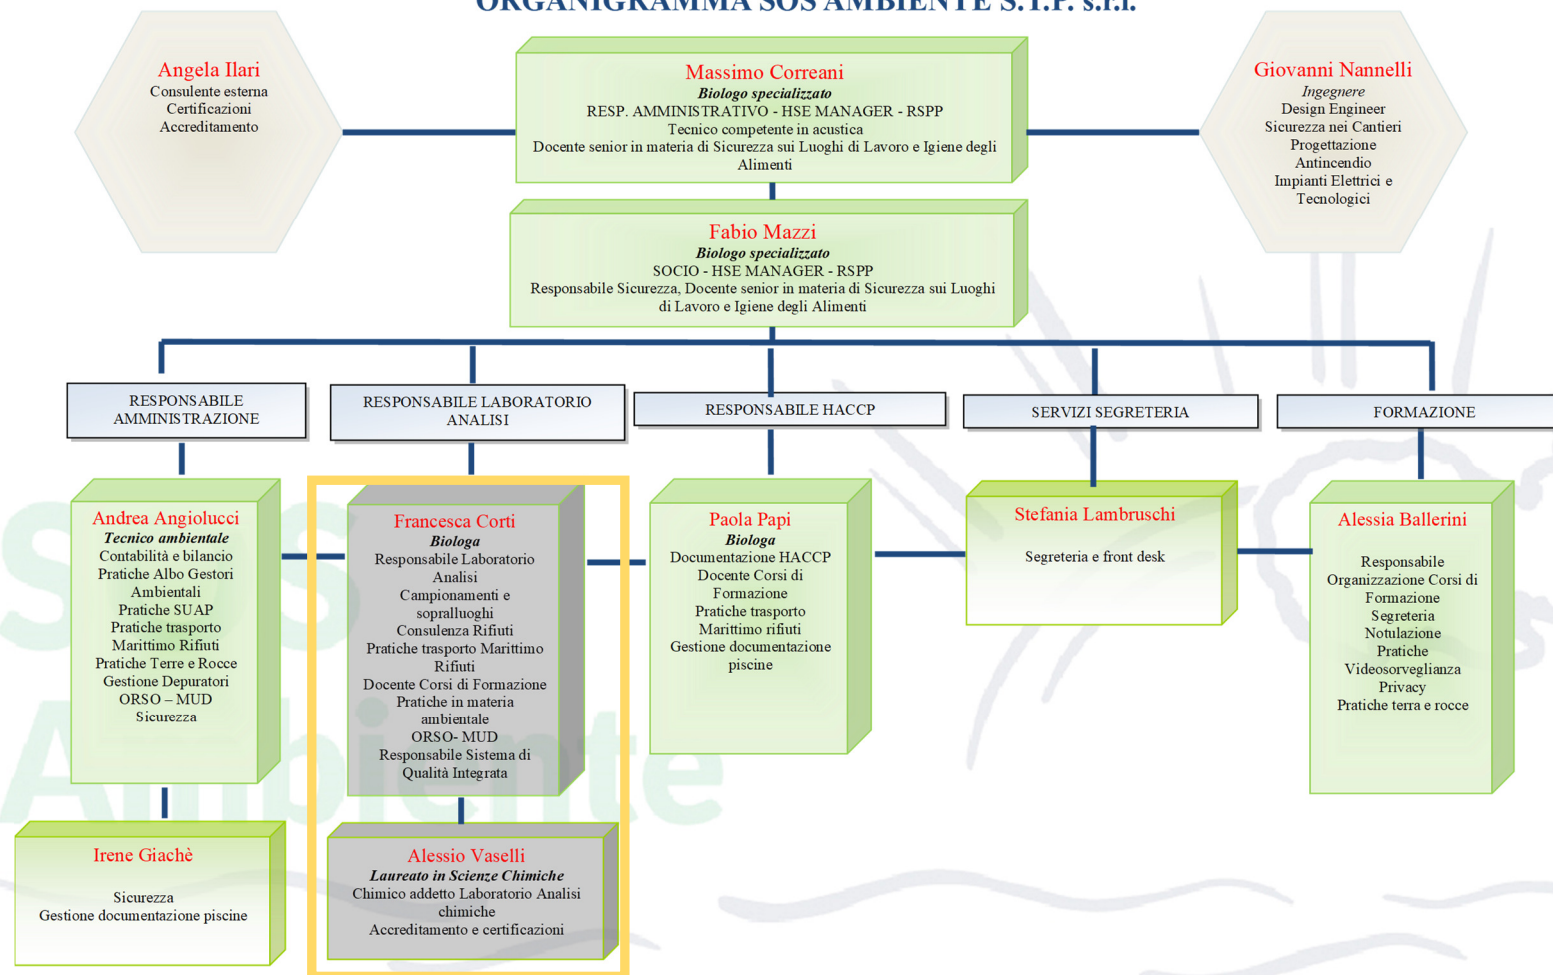 ORGANIGRAMMA SOS AMBIENTE S.T.P. s.r.l.
Angela Ilari
Consulente esterna
Certificazioni
Accreditamento
Massimo Correani
Biologo specializzato
RESP. AMMINISTRATIVO - HSE MANAGER - RSPP
Tecnico competente in acustica
Docente senior in materia di Sicurezza sui Luoghi di Lavoro e Igiene degli
Alimenti
Giovanni Nannelli
Ingegnere
Design Engineer
Sicurezza nei Cantieri
Progettazione
Antincendio
Impianti Elettrici e
Tecnologici
Fabio Mazzi
Biologo specializzato
SOCIO - HSE MANAGER - RSPP
Responsabile Sicurezza, Docente senior in materia di Sicurezza sui Luoghi
di Lavoro e Igiene degli Alimenti
RESPONSABILE
AMMINISTRAZIONE
RESPONSABILE LABORATORIO
ANALISI
RESPONSABILE HACCP
SERVIZI SEGRETERIA
FORMAZIONE
Andrea Angiolucci
Tecnico ambientale
Contabilità e bilancio
Pratiche Albo Gestori
Ambientali
Pratiche SUAP
Pratiche trasporto
Marittimo Rifiuti
Pratiche Terre e Rocce
Gestione Depuratori
ORSO – MUD
Sicurezza
Francesca Corti
Biologa
Responsabile Laboratorio
Analisi
Campionamenti e
sopralluoghi
Consulenza Rifiuti
Pratiche trasporto Marittimo
Rifiuti
Docente Corsi di Formazione
Pratiche in materia
ambientale
ORSO- MUD
Responsabile Sistema di
Qualità Integrata
Paola Papi
Biologa
Documentazione HACCP
Docente Corsi di
Formazione
Pratiche trasporto
Marittimo rifiuti
Gestione documentazione
piscine
Stefania Lambruschi
Segreteria e front desk
Alessia Ballerini
Responsabile
Organizzazione Corsi di
Formazione
Segreteria
Notulazione
Pratiche
Videosorveglianza
Privacy
Pratiche terra e rocce
Irene Giachè
Sicurezza
Gestione documentazione piscine
Alessio Vaselli
Laureato in Scienze Chimiche
Chimico addetto Laboratorio Analisi
chimiche
Accreditamento e certificazioni
SOS
Ambiente